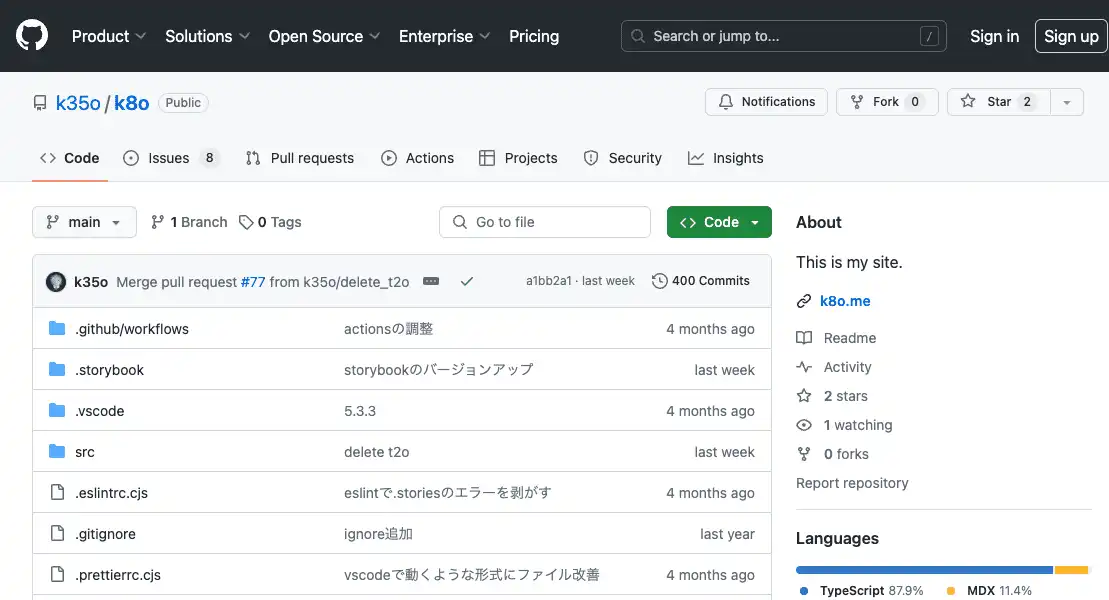 Product Solutions Open Source Enterprise Pricing Search or jump to... / Sign in Sign up
k35o / k8o Public Notifications Fork 0 Star 2
Code Issues 8 Pull requests Actions Projects Security Insights
main 1 Branch 0 Tags Go to file Code
k35o Merge pull request #77 from k35o/delete_t2o a1bb2a1 · last week 400 Commits
.github/workflows actionsの調整 4 months ago
.storybook storybookのバージョンアップ last week
.vscode 5.3.3 4 months ago
src delete t2o last week
.eslintrc.cjs eslintで.storiesのエラーを剥がす 4 months ago
.gitignore ignore追加 last year
.prettierrc.cjs vscodeで動くような形式にファイル改善 4 months ago
About
This is my site.
k8o.me
Readme
Activity
2 stars
1 watching
0 forks
Report repository
Languages
TypeScript 87.9% MDX 11.4%